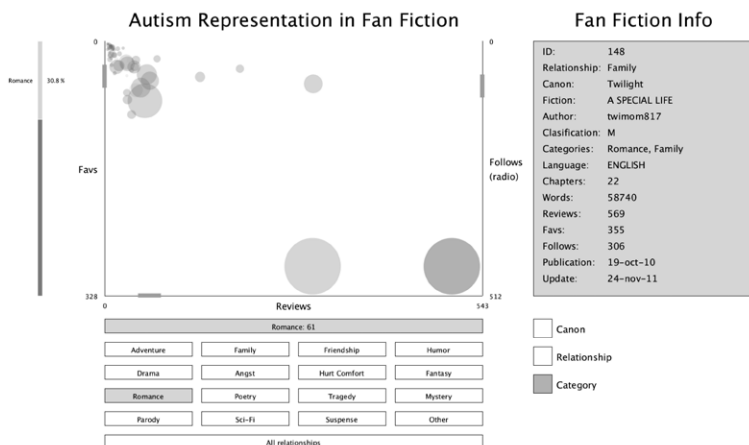 Autism Representation in Fan Fiction
Fan Fiction Info
0
0
Romance
30.8 %
Favs
Follows
(radio)
328
512
0
Reviews
543
ID: 148
Relationship: Family
Canon: Twilight
Fiction: A SPECIAL LIFE
Author: twimom817
Clasification: M
Categories: Romance, Family
Language: ENGLISH
Chapters: 22
Words: 58740
Reviews: 569
Favs: 355
Follows: 306
Publication: 19-oct-10
Update: 24-nov-11
Canon
Relationship
Category
Romance: 61
Adventure Family Friendship Humor
Drama Angst Hurt Comfort Fantasy
Romance Poetry Tragedy Mystery
Parody Sci-Fi Suspense Other
All relationships